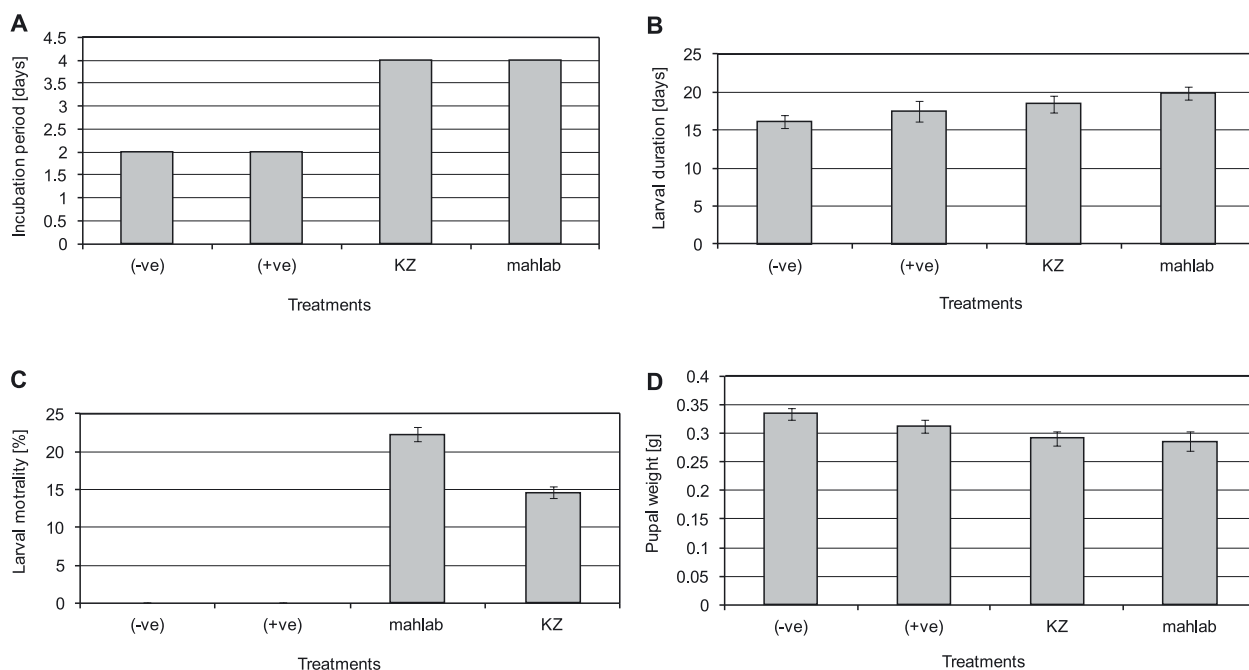 A
Incubation period [days]
4.5
4
3.5
3
2.5
2
1.5
1
0.5
0
(-ve) (+ve) KZ mahlab
Treatments
B
Larval duration [days]
25
20
15
10
5
0
(-ve) (+ve) KZ mahlab
Treatments
C
Larval motrality [%]
25
20
15
10
5
0
(-ve) (+ve) mahlab KZ
Treatments
D
Pupal weight [g]
0.4
0.35
0.3
0.25
0.2
0.15
0.1
0.05
0
(-ve) (+ve) KZ mahlab
Treatments